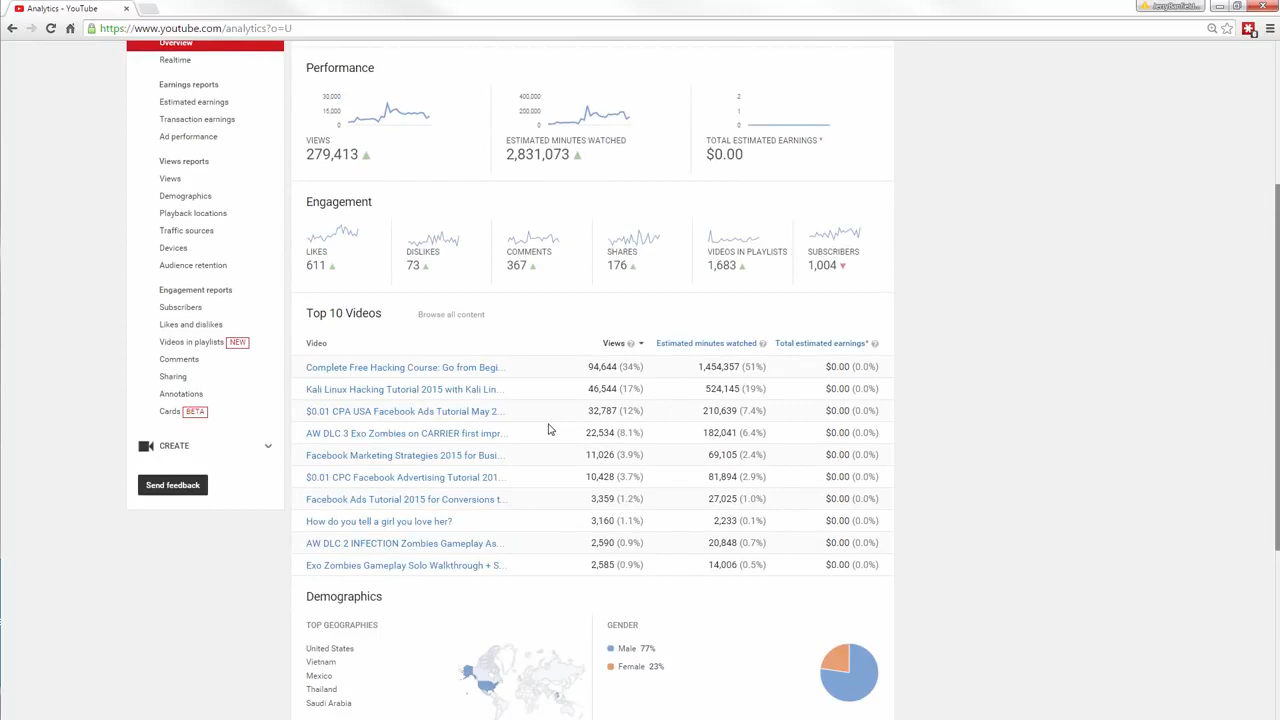 Analytics - YouTube
JerryBanfield...
https://www.youtube.com/analytics?o=U
Overview
Realtime
Earnings reports
Estimated earnings
Transaction earnings
Ad performance
Views reports
Views
Demographics
Playback locations
Traffic sources
Devices
Audience retention
Engagement reports
Subscribers
Likes and dislikes
Videos in playlists NEW
Comments
Sharing
Annotations
Cards BETA
CREATE
Send feedback
Performance
30,000
15,000
0
VIEWS
279,413
400,000
200,000
0
ESTIMATED MINUTES WATCHED
2,831,073
2
1
0
TOTAL ESTIMATED EARNINGS *
$0.00
Engagement
LIKES
611
DISLIKES
73
COMMENTS
367
SHARES
176
VIDEOS IN PLAYLISTS
1,683
SUBSCRIBERS
1,004
Top 10 Videos Browse all content
Video Views Estimated minutes watched Total estimated earnings*
Complete Free Hacking Course: Go from Begi... 94,644 (34%) 1,454,357 (51%) $0.00 (0.0%)
Kali Linux Hacking Tutorial 2015 with Kali Lin... 46,544 (17%) 524,145 (19%) $0.00 (0.0%)
$0.01 CPA USA Facebook Ads Tutorial May 2... 32,787 (12%) 210,639 (7.4%) $0.00 (0.0%)
AW DLC 3 Exo Zombies on CARRIER first impr... 22,534 (8.1%) 182,041 (6.4%) $0.00 (0.0%)
Facebook Marketing Strategies 2015 for Busi... 11,026 (3.9%) 69,105 (2.4%) $0.00 (0.0%)
$0.01 CPC Facebook Advertising Tutorial 201... 10,428 (3.7%) 81,894 (2.9%) $0.00 (0.0%)
Facebook Ads Tutorial 2015 for Conversions t... 3,359 (1.2%) 27,025 (1.0%) $0.00 (0.0%)
How do you tell a girl you love her? 3,160 (1.1%) 2,233 (0.1%) $0.00 (0.0%)
AW DLC 2 INFECTION Zombies Gameplay As... 2,590 (0.9%) 20,848 (0.7%) $0.00 (0.0%)
Exo Zombies Gameplay Solo Walkthrough + S... 2,585 (0.9%) 14,006 (0.5%) $0.00 (0.0%)
Demographics
TOP GEOGRAPHIES
United States
Vietnam
Mexico
Thailand
Saudi Arabia
GENDER
Male 77%
Female 23%